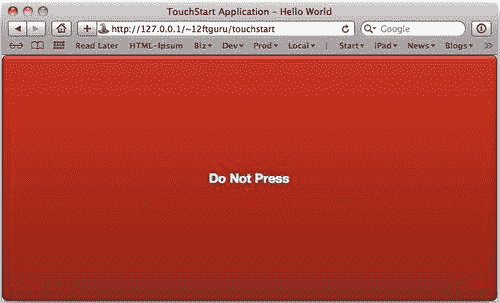 TouchStart Application – Hello World
http://127.0.0.1/~12ftguru/touchstart
Google
Read Later HTML-Ipsum Biz Dev Prod Local Start iPad News Blogs
Do Not Press